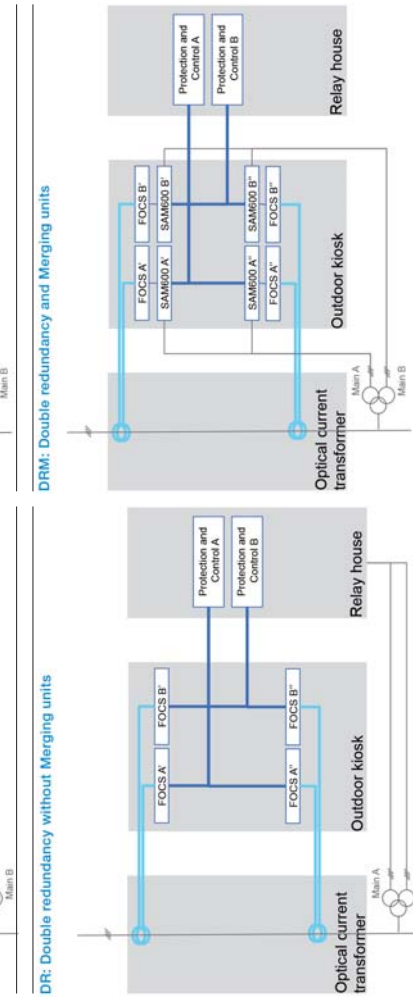 Main B
DR: Double redundancy without Merging units
FOCS A'
FOCS B'
Protection and
Control A
Protection and
Control B
FOCS A"
FOCS B"
Optical current
transformer
Outdoor kiosk
Relay house
Main A
Main B
DRM: Double redundancy and Merging units
FOCS A'
FOCS B'
SAM600 A'
SAM600 B'
Protection and
Control A
Protection and
Control B
SAM600 A"
SAM600 B"
FOCS A"
FOCS B"
Optical current
transformer
Outdoor kiosk
Relay house
Main A
Main B